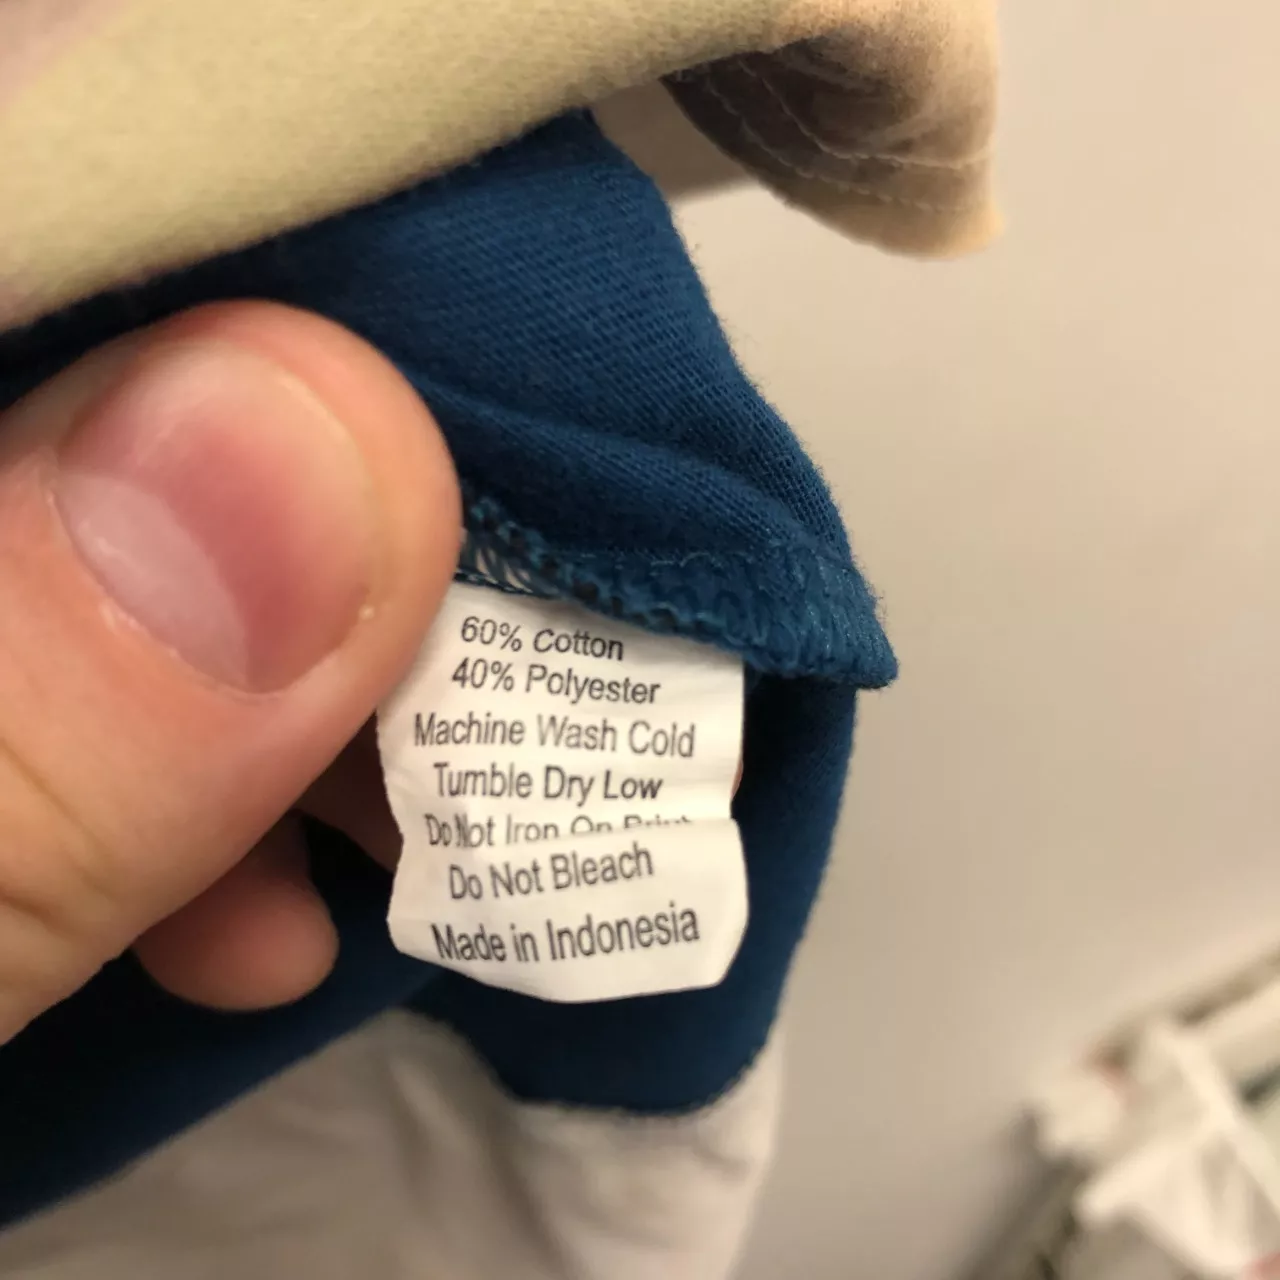 60% Cotton
40% Polyester
Machine Wash Cold
Tumble Dry Low
Do Not Iron On Print
Do Not Bleach
Made in Indonesia